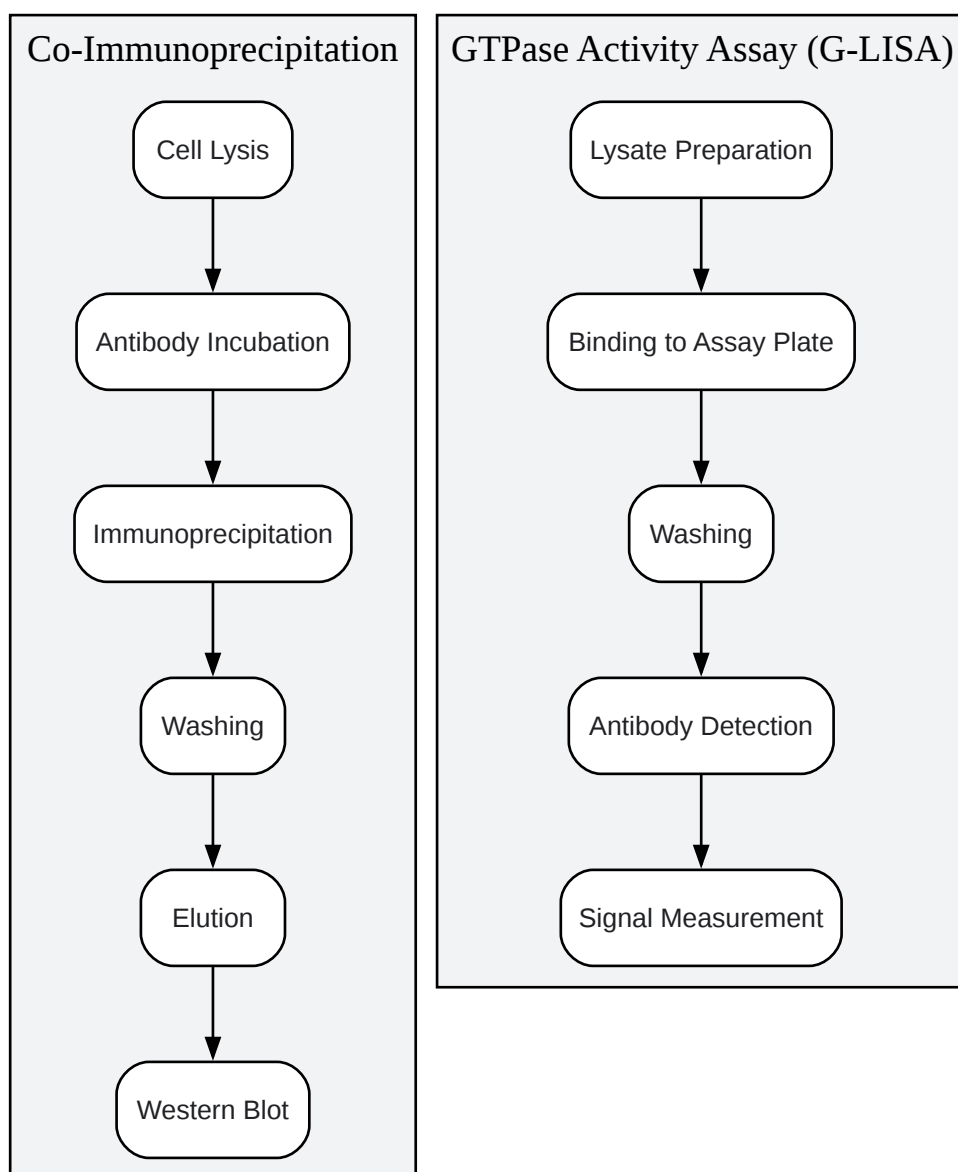 Co-Immunoprecipitation
Cell Lysis
Antibody Incubation
Immunoprecipitation
Washing
Elution
Western Blot
GTPase Activity Assay (G-LISA)
Lysate Preparation
Binding to Assay Plate
Washing
Antibody Detection
Signal Measurement